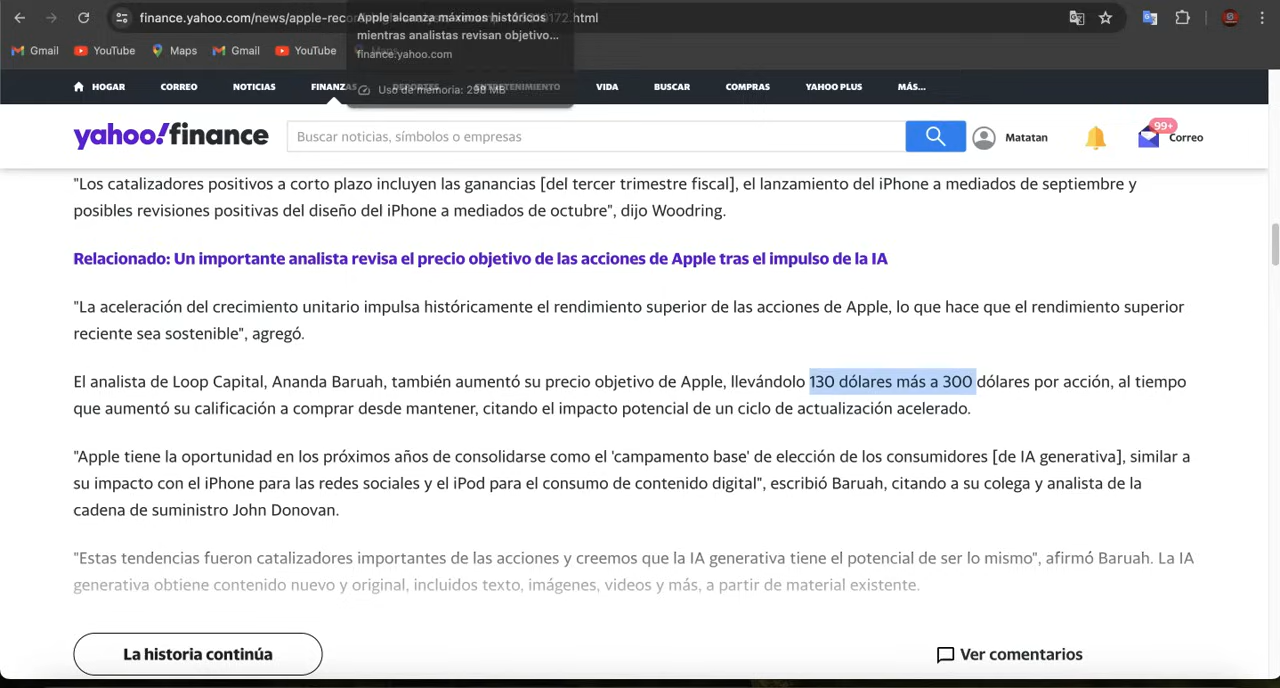 finance.yahoo.com/news/apple-rec
172.html
Apple alcanza máximos históricos
mientras analistas revisan objetivo...
finance.yahoo.com
Gmail YouTube Maps Gmail YouTube Maps
Uso de memoria: 298 MB
HOGAR CORREO NOTICIAS FINANZAS DEPORTES ENTRETENIMIENTO VIDA BUSCAR COMPRAS YAHOO PLUS MÁS...
yahoo!finance Buscar noticias, símbolos o empresas Matatan 99+ Correo
"Los catalizadores positivos a corto plazo incluyen las ganancias [del tercer trimestre fiscal], el lanzamiento del iPhone a mediados de septiembre y
posibles revisiones positivas del diseño del iPhone a mediados de octubre", dijo Woodring.
Relacionado: Un importante analista revisa el precio objetivo de las acciones de Apple tras el impulso de la IA
"La aceleración del crecimiento unitario impulsa históricamente el rendimiento superior de las acciones de Apple, lo que hace que el rendimiento superior
reciente sea sostenible", agregó.
El analista de Loop Capital, Ananda Baruah, también aumentó su precio objetivo de Apple, llevándolo 130 dólares más a 300 dólares por acción, al tiempo
que aumentó su calificación a comprar desde mantener, citando el impacto potencial de un ciclo de actualización acelerado.
"Apple tiene la oportunidad en los próximos años de consolidarse como el 'campamento base' de elección de los consumidores [de IA generativa], similar a
su impacto con el iPhone para las redes sociales y el iPod para el consumo de contenido digital", escribió Baruah, citando a su colega y analista de la
cadena de suministro John Donovan.
"Estas tendencias fueron catalizadores importantes de las acciones y creemos que la IA generativa tiene el potencial de ser lo mismo", afirmó Baruah. La IA
generativa obtiene contenido nuevo y original, incluidos texto, imágenes, videos y más, a partir de material existente.
La historia continúa Ver comentarios